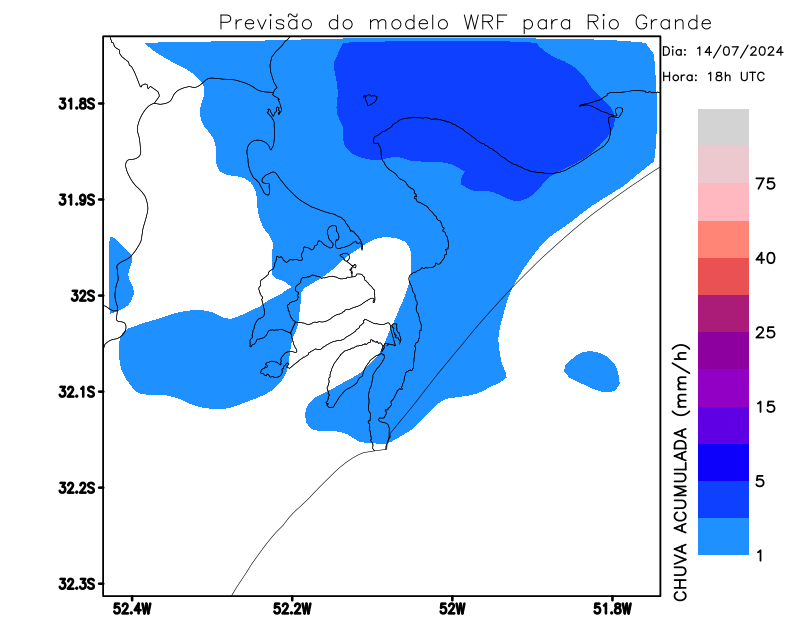 Previsão do modelo WRF para Rio Grande
Dia: 14/07/2024
Hora: 18h UTC
31.8S
31.9S
32S
32.1S
32.2S
32.3S
52.4W
52.2W
52W
51.8W
CHUVA ACUMULADA (mm/h)
75
40
25
15
5
1